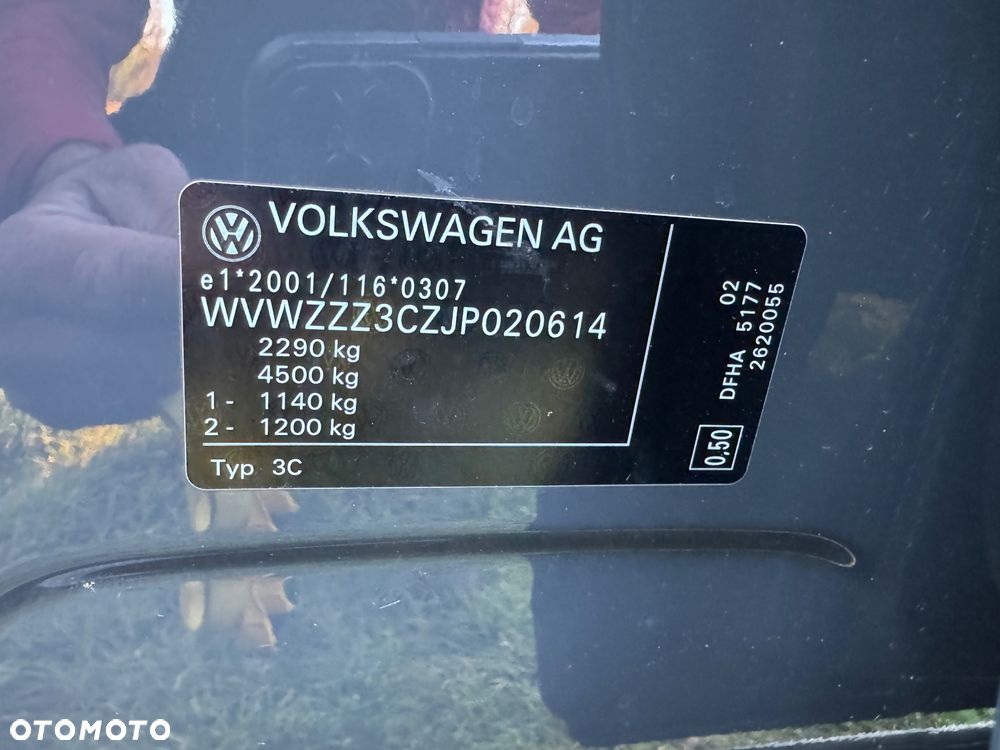 VOLKSWAGEN AG
e1*2001/116*0307
WVWZZZ3CZJP020614
2290 kg
4500 kg
1- 1140 kg
2- 1200 kg
Typ 3C
02
DFHA 5177
2620055
0,50
OTOMOTO